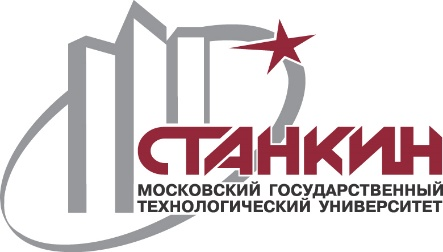 СТАНКИН
МОСКОВСКИЙ ГОСУДАРСТВЕННЫЙ
ТЕХНОЛОГИЧЕСКИЙ УНИВЕРСИТЕТ